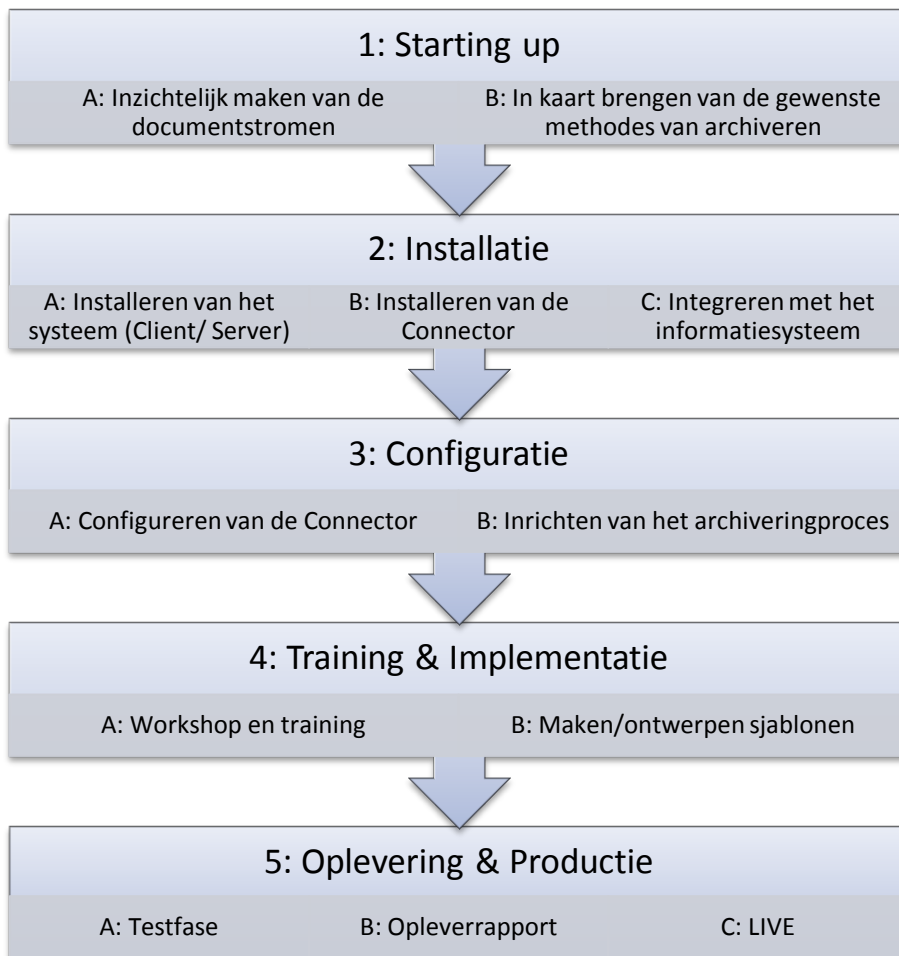 1: Starting up
A: Inzichtelijk maken van de
documentstromen
B: In kaart brengen van de gewenste
methodes van archiveren
2: Installatie
A: Installeren van het
systeem (Client/ Server)
B: Installeren van de
Connector
C: Integreren met het
informatiesysteem
3: Configuratie
A: Configureren van de Connector
B: Inrichten van het archiveringproces
4: Training & Implementatie
A: Workshop en training
B: Maken/ontwerpen sjablonen
5: Oplevering & Productie
A: Testfase
B: Opleverrapport
C: LIVE